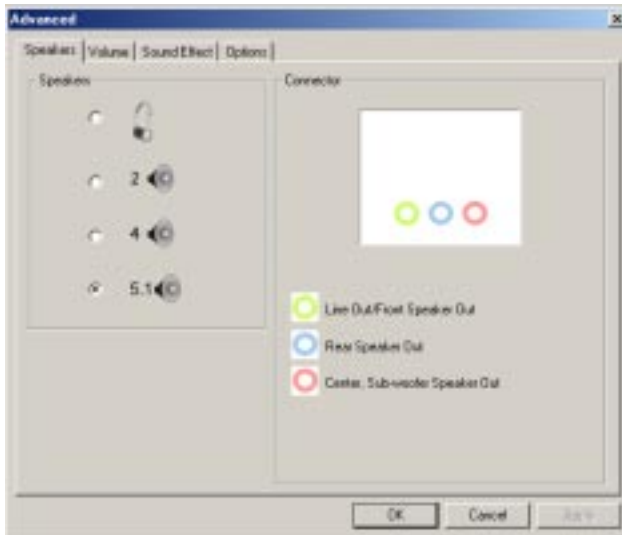 Advanced
Speakers Volume Sound Effect Options
Speakers
Connector
2
4
5.1
Line Out/Front Speaker Out
Rear Speaker Out
Center, Sub-woofer Speaker Out
OK Cancel Apply